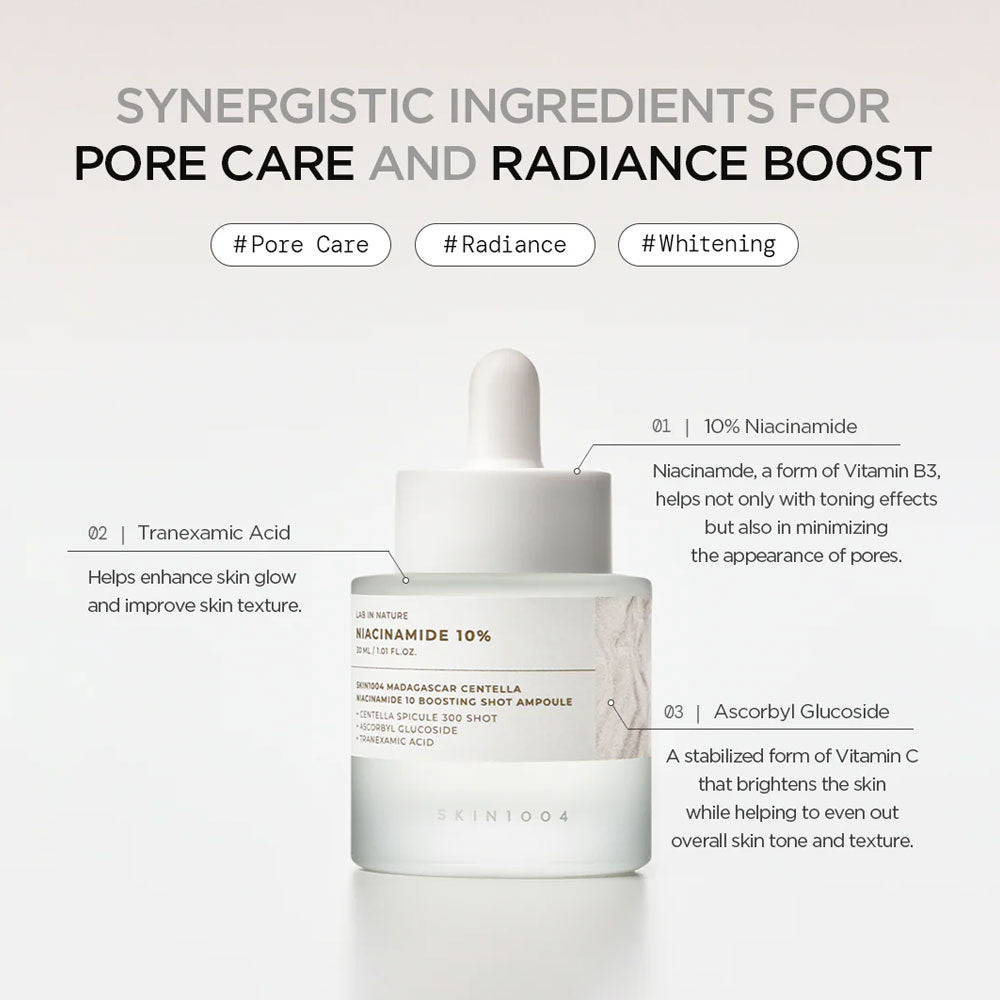 SYNERGISTIC INGREDIENTS FOR
PORE CARE AND RADIANCE BOOST
#Pore Care
#Radiance
#Whitening
01 | 10% Niacinamide
Niacinamde, a form of Vitamin B3,
helps not only with toning effects
but also in minimizing
the appearance of pores.
02 | Tranexamic Acid
Helps enhance skin glow
and improve skin texture.
LAB IN NATURE
NIACINAMIDE 10%
30 ML / 1.01 FL.OZ.
SKIN1004 MADAGASCAR CENTELLA
NIACINAMIDE 10 BOOSTING SHOT AMPOULE
• CENTELLA SPICULE 300 SHOT
• ASCORBYL GLUCOSIDE
• TRANEXAMIC ACID
SKIN1004
03 | Ascorbyl Glucoside
A stabilized form of Vitamin C
that brightens the skin
while helping to even out
overall skin tone and texture.